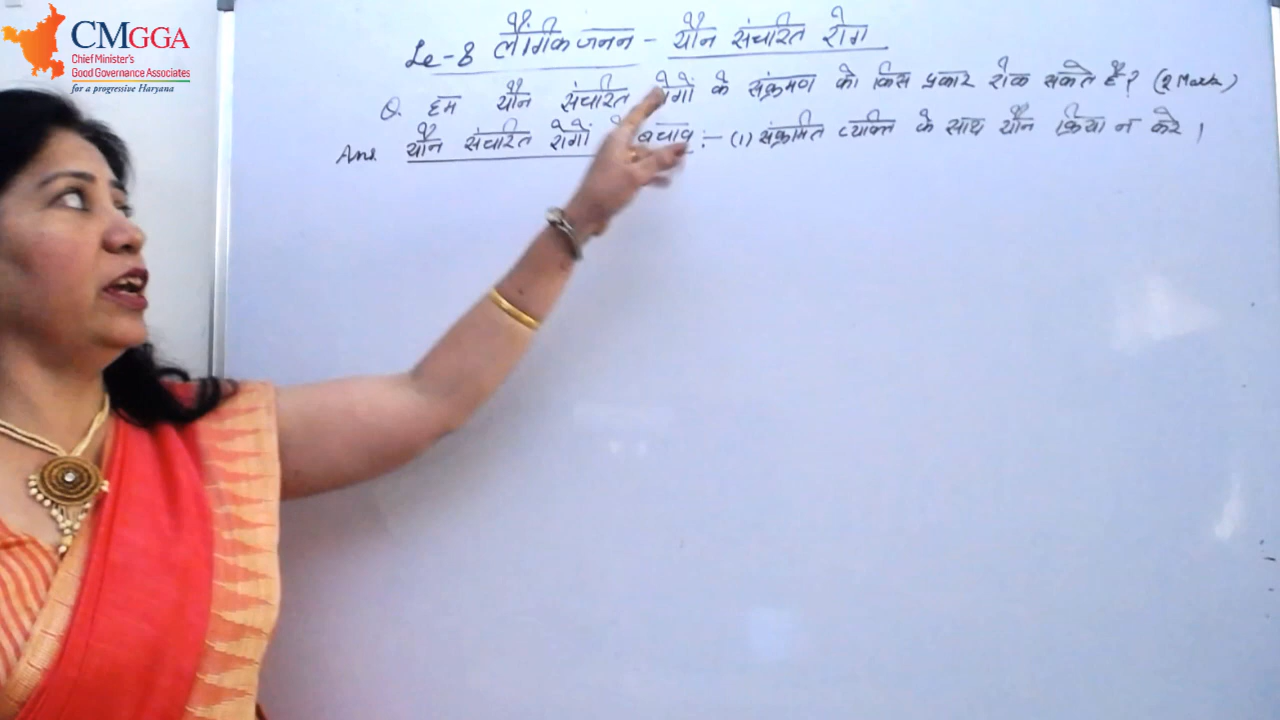 CMGGA
Chief Minister's
Good Governance Associates
for a progressive Haryana
Le-8 लैंगिक जनन - यौन संचारित रोग
Q. हम यौन संचारित रोगों के संक्रमण को किस प्रकार रोक सकते हैं? (2 Marks)
Ans. यौन संचारित रोगों बचाव :- (1) संक्रमित व्यक्ति के साथ यौन क्रिया न करे ।